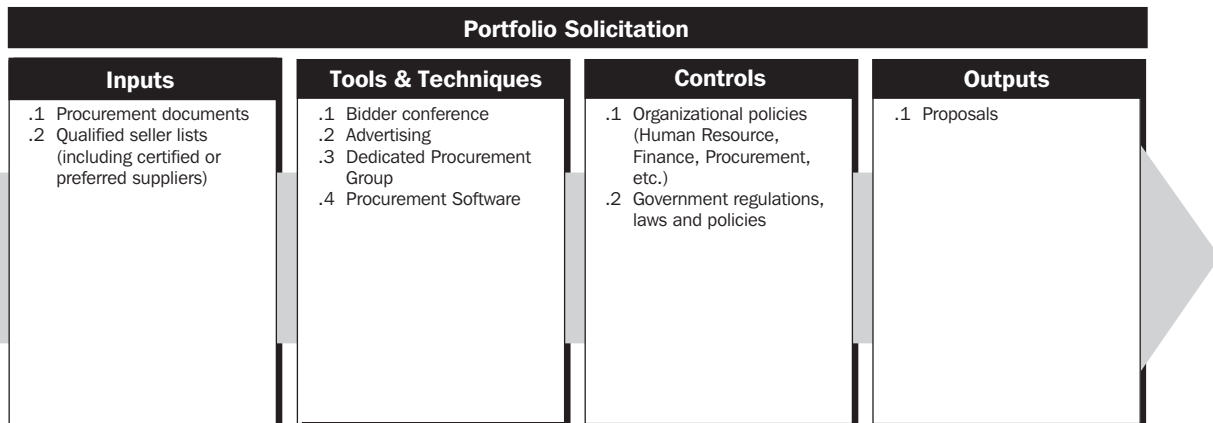 Portfolio Solicitation
Inputs
.1 Procurement documents
.2 Qualified seller lists
(including certified or
preferred suppliers)
Tools & Techniques
.1 Bidder conference
.2 Advertising
.3 Dedicated Procurement
Group
.4 Procurement Software
Controls
.1 Organizational policies
(Human Resource,
Finance, Procurement,
etc.)
.2 Government regulations,
laws and policies
Outputs
.1 Proposals